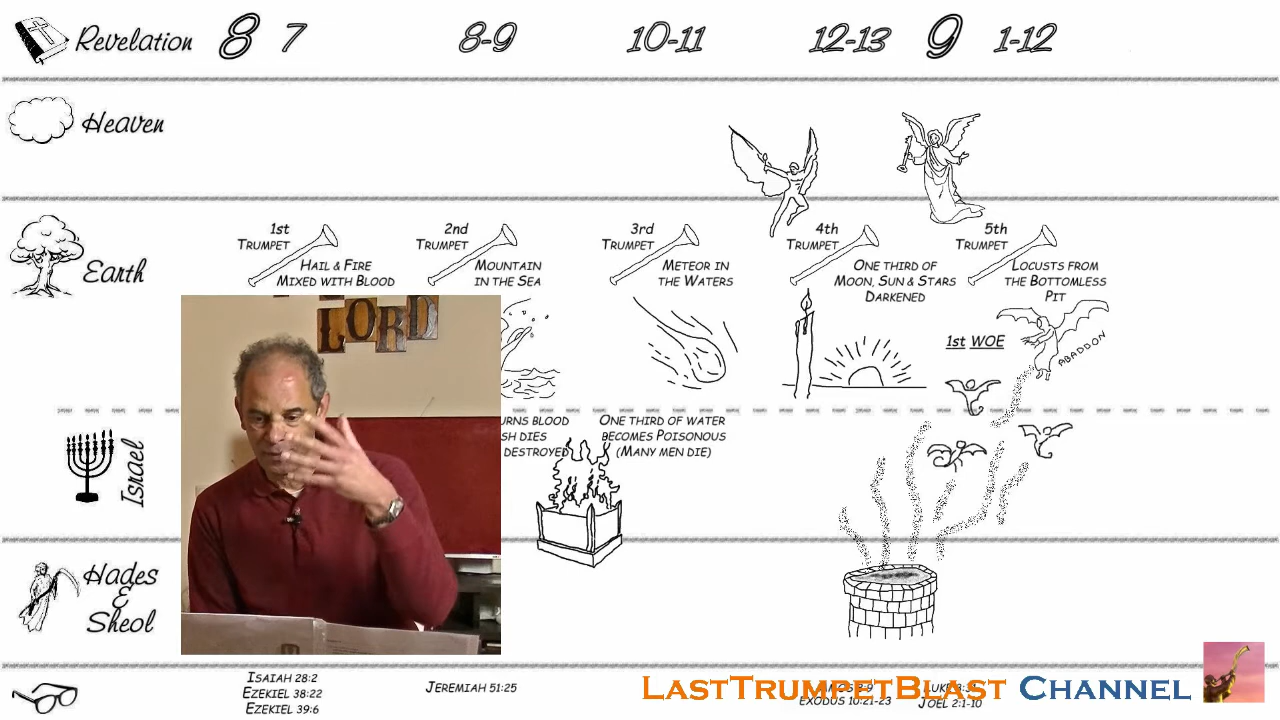 Revelation 8 7 8-9 10-11 12-13 9 1-12
Heaven
1st
TRUMPET
HAIL & FIRE
MIXED WITH BLOOD
2nd
TRUMPET
MOUNTAIN
IN THE SEA
3rd
TRUMPET
METEOR IN
THE WATERS
4th
TRUMPET
ONE THIRD OF
MOON, SUN & STARS
DARKENED
5th
TRUMPET
LOCUSTS FROM
THE BOTTOMLESS
PIT
Earth
LORD
1st WOE
ABADDON
BLOOD
DIES
DESTROYED
ONE THIRD OF WATER
BECOMES POISONOUS
(MANY MEN DIE)
Israel
Hades
&
Sheol
ISAIAH 28:2
EZEKIEL 38:22
EZEKIEL 39:6
JEREMIAH 51:25
EXODUS 10:21-23
JOEL 2:1-10
LASTTRUMPETBLAST CHANNEL